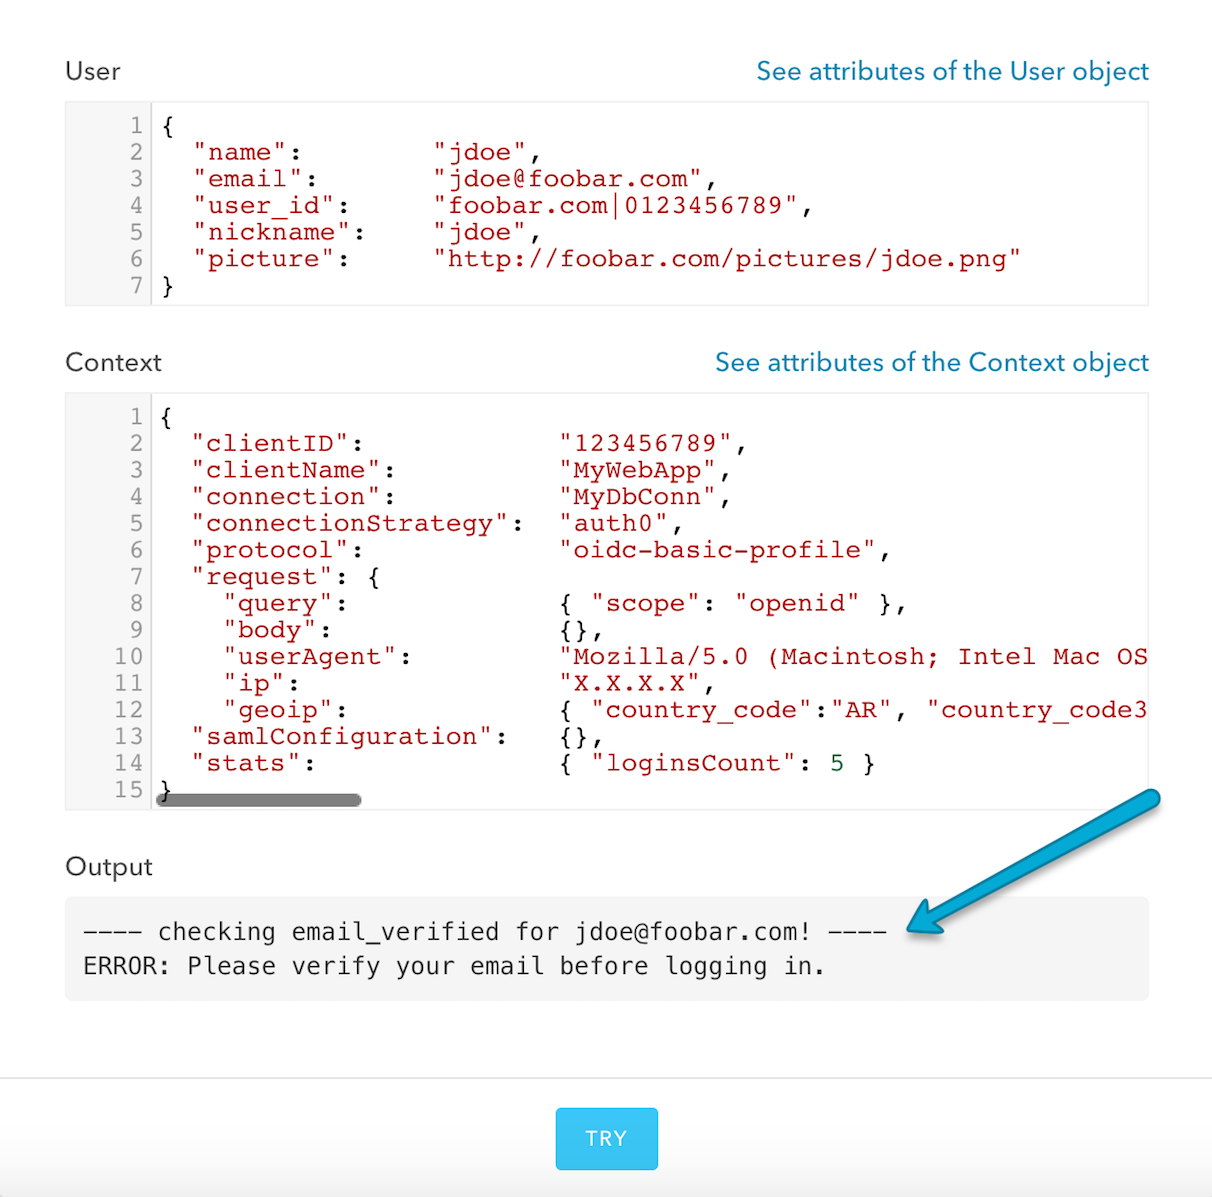 User
See attributes of the User object
1 {
2   "name":         "jdoe",
3   "email":        "jdoe@foobar.com",
4   "user_id":      "foobar.com|0123456789",
5   "nickname":     "jdoe",
6   "picture":      "http://foobar.com/pictures/jdoe.png"
7 }
Context
See attributes of the Context object
1 {
2   "clientID":             "123456789",
3   "clientName":           "MyWebApp",
4   "connection":           "MyDbConn",
5   "connectionStrategy":   "auth0",
6   "protocol":             "oidc-basic-profile",
7   "request": {
8     "query":              { "scope": "openid" },
9     "body":               {},
10     "userAgent":          "Mozilla/5.0 (Macintosh; Intel Mac OS
11     "ip":                 "X.X.X.X",
12     "geoip":              { "country_code":"AR", "country_code3
13   "samlConfiguration":    {},
14   "stats":                { "loginsCount": 5 }
15 }
Output
---- checking email_verified for jdoe@foobar.com! ----
ERROR: Please verify your email before logging in.
TRY